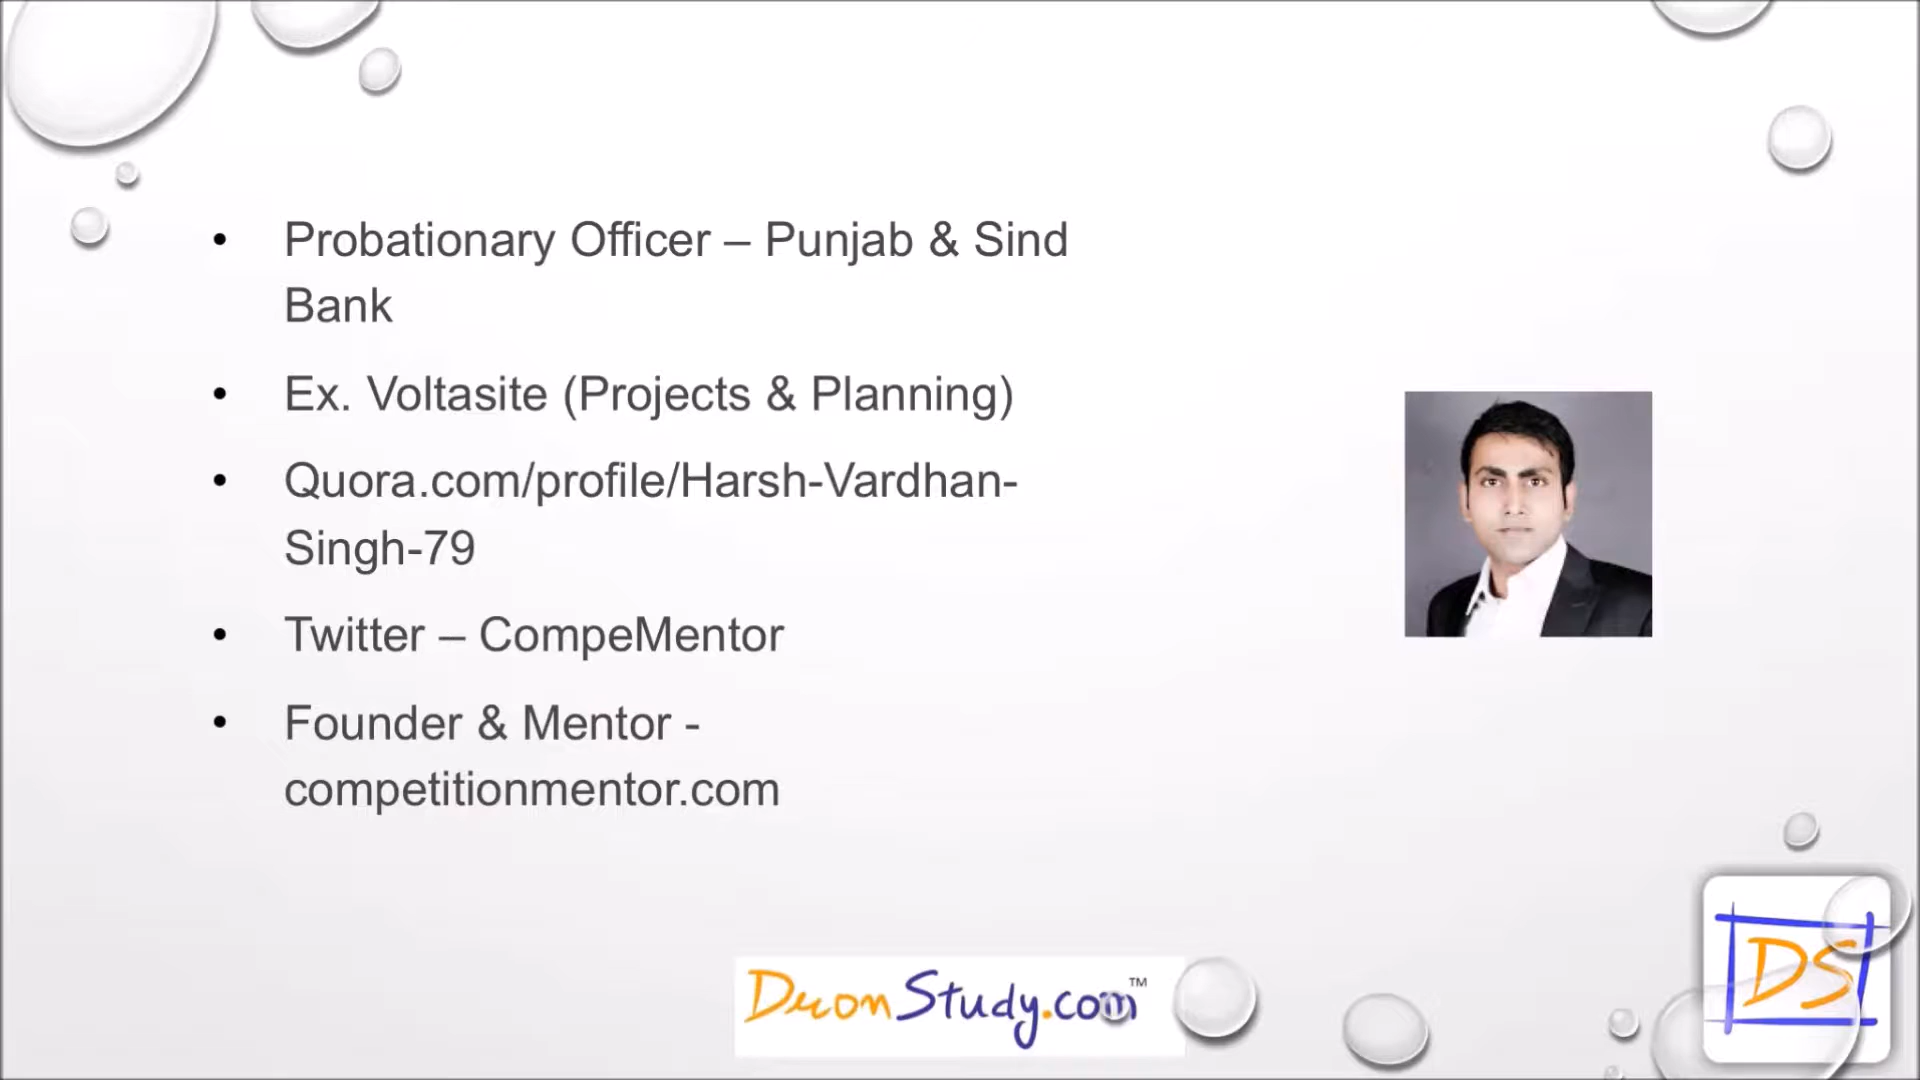 • Probationary Officer – Punjab & Sind
Bank
• Ex. Voltasite (Projects & Planning)
• Quora.com/profile/Harsh-Vardhan-
Singh-79
• Twitter – CompeMentor
• Founder & Mentor -
competitionmentor.com
DronStudy.com™
DS